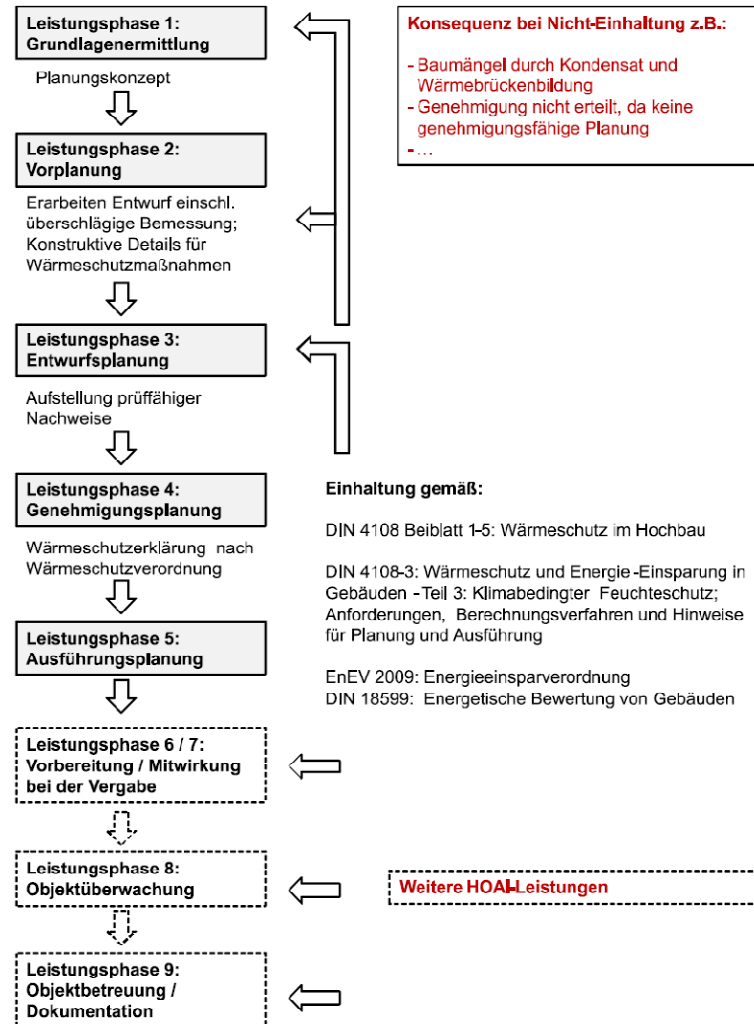 Leistungsphase 1:
Grundlagenermittlung
Planungskonzept
Leistungsphase 2:
Vorplanung
Erarbeiten Entwurf einschl.
überschlägige Bemessung;
Konstruktive Details für
Wärmeschutzmaßnahmen
Leistungsphase 3:
Entwurfsplanung
Aufstellung prüffähiger
Nachweise
Leistungsphase 4:
Genehmigungsplanung
Wärmeschutzerklärung nach
Wärmeschutzverordnung
Leistungsphase 5:
Ausführungsplanung
Leistungsphase 6 / 7:
Vorbereitung / Mitwirkung
bei der Vergabe
Leistungsphase 8:
Objektüberwachung
Leistungsphase 9:
Objektbetreuung /
Dokumentation
Konsequenz bei Nicht-Einhaltung z.B.:
- Baumängel durch Kondensat und
Wärmebrückenbildung
- Genehmigung nicht erteilt, da keine
genehmigungsfähige Planung
- ...
Einhaltung gemäß:
DIN 4108 Beiblatt 1-5: Wärmeschutz im Hochbau
DIN 4108-3: Wärmeschutz und Energie-Einsparung in
Gebäuden - Teil 3: Klimabedingter Feuchteschutz;
Anforderungen, Berechnungsverfahren und Hinweise
für Planung und Ausführung
EnEV 2009: Energieeinsparverordnung
DIN 18599: Energetische Bewertung von Gebäuden
Weitere HOAI-Leistungen